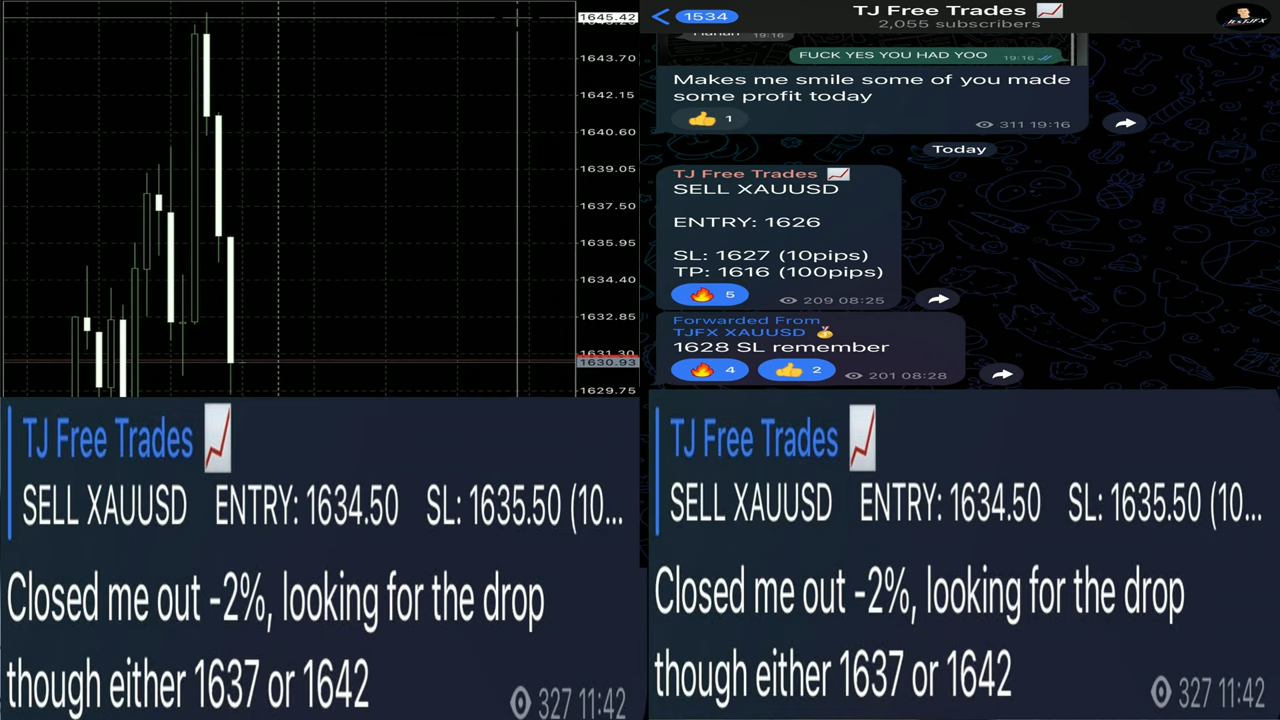 1645.42
1643.70
1642.15
1640.60
1639.05
1637.50
1635.95
1634.40
1632.85
1631.30
1630.93
1629.75
1534
TJ Free Trades 📈
2,055 subscribers
19:16
FUCK YES YOU HAD YOO
19:16
Makes me smile some of you made
some profit today
👍 1
311 19:16
Today
TJ Free Trades 📈
SELL XAUUSD
ENTRY: 1626
SL: 1627 (10pips)
TP: 1616 (100pips)
🔥 5
209 08:25
Forwarded From
TJFX XAUUSD 🥇
1628 SL remember
🔥 4 👍 2
201 08:28
TJ Free Trades 📈
SELL XAUUSD ENTRY: 1634.50 SL: 1635.50 (10...
Closed me out -2%, looking for the drop
though either 1637 or 1642
327 11:42
TJ Free Trades 📈
SELL XAUUSD ENTRY: 1634.50 SL: 1635.50 (10...
Closed me out -2%, looking for the drop
though either 1637 or 1642
327 11:42